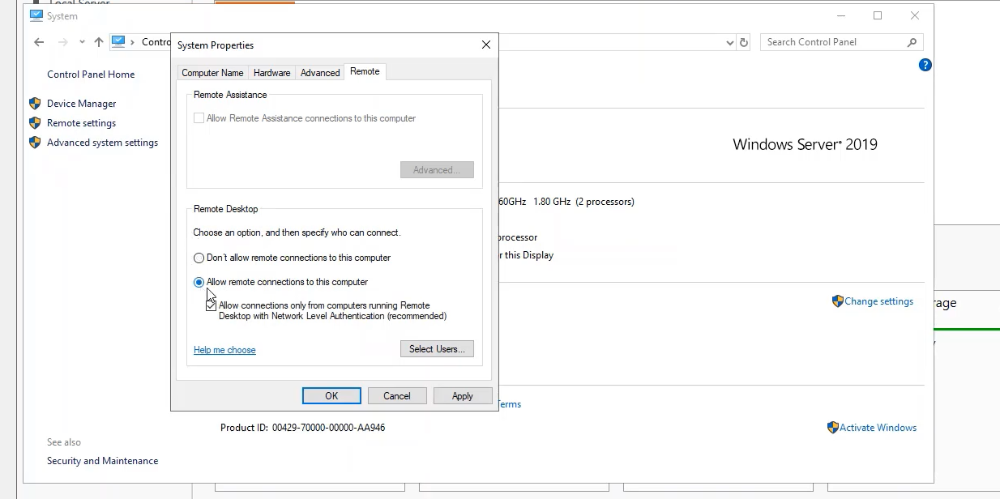 Local Server
System
Contro
Search Control Panel
System Properties
Computer Name
Hardware
Advanced
Remote
Control Panel Home
Device Manager
Remote settings
Advanced system settings
Remote Assistance
Allow Remote Assistance connections to this computer
Advanced...
Remote Desktop
Choose an option, and then specify who can connect.
Don't allow remote connections to this computer
Allow remote connections to this computer
Allow connections only from computers running Remote
Desktop with Network Level Authentication (recommended)
Help me choose
Select Users...
OK
Cancel
Apply
?
Windows Server® 2019
60GHz 1.80 GHz (2 processors)
processor
r this Display
Change settings
rage
Terms
Product ID: 00429-70000-00000-AA946
Activate Windows
See also
Security and Maintenance